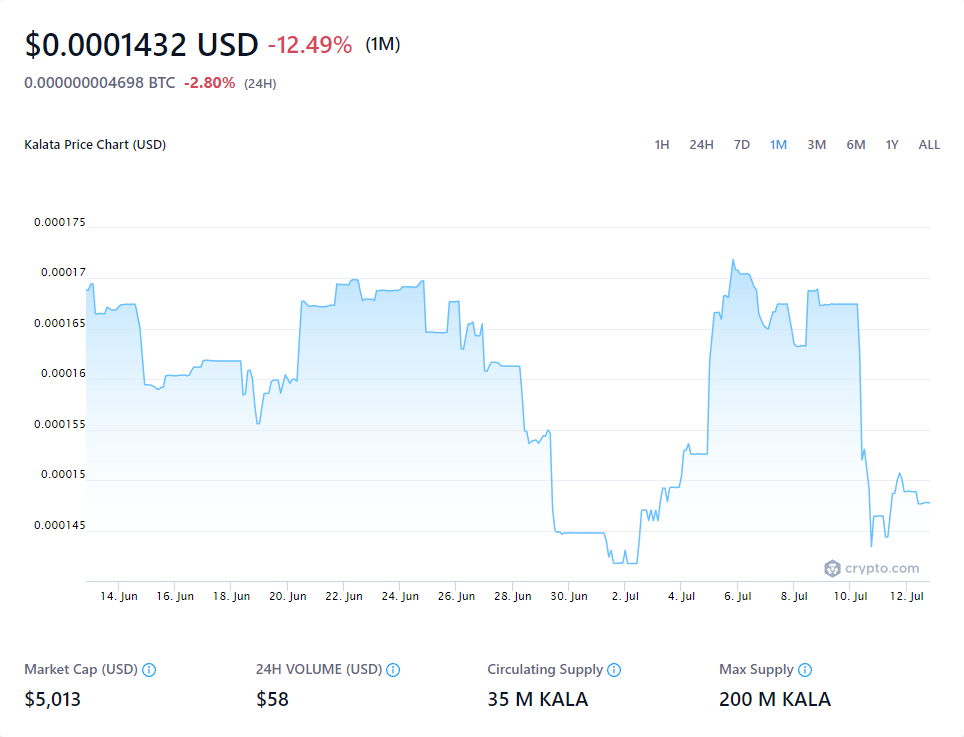 $0.0001432 USD -12.49% (1M)
0.000000004698 BTC -2.80% (24H)
Kalata Price Chart (USD)
1H 24H 7D 1M 3M 6M 1Y ALL
0.000175
0.00017
0.000165
0.00016
0.000155
0.00015
0.000145
crypto.com
14. Jun 16. Jun 18. Jun 20. Jun 22. Jun 24. Jun 26. Jun 28. Jun 30. Jun 2. Jul 4. Jul 6. Jul 8. Jul 10. Jul 12. Jul
Market Cap (USD) 24H VOLUME (USD) Circulating Supply Max Supply
$5,013 $58 35 M KALA 200 M KALA